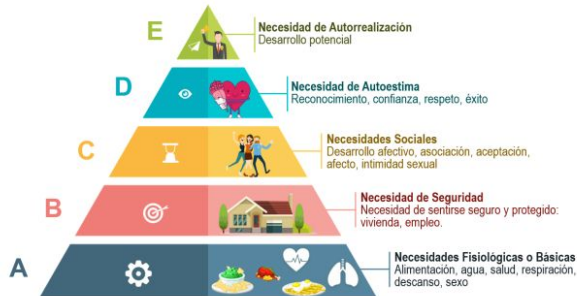 E
Necesidad de Autorrealización
Desarrollo potencial
D
Necesidad de Autoestima
Reconocimiento, confianza, respeto, éxito
C
Necesidades Sociales
Desarrollo afectivo, asociación, aceptación,
afecto, intimidad sexual
B
Necesidad de Seguridad
Necesidad de sentirse seguro y protegido:
vivienda, empleo.
A
Necesidades Fisiológicas o Básicas
Alimentación, agua, salud, respiración,
descanso, sexo